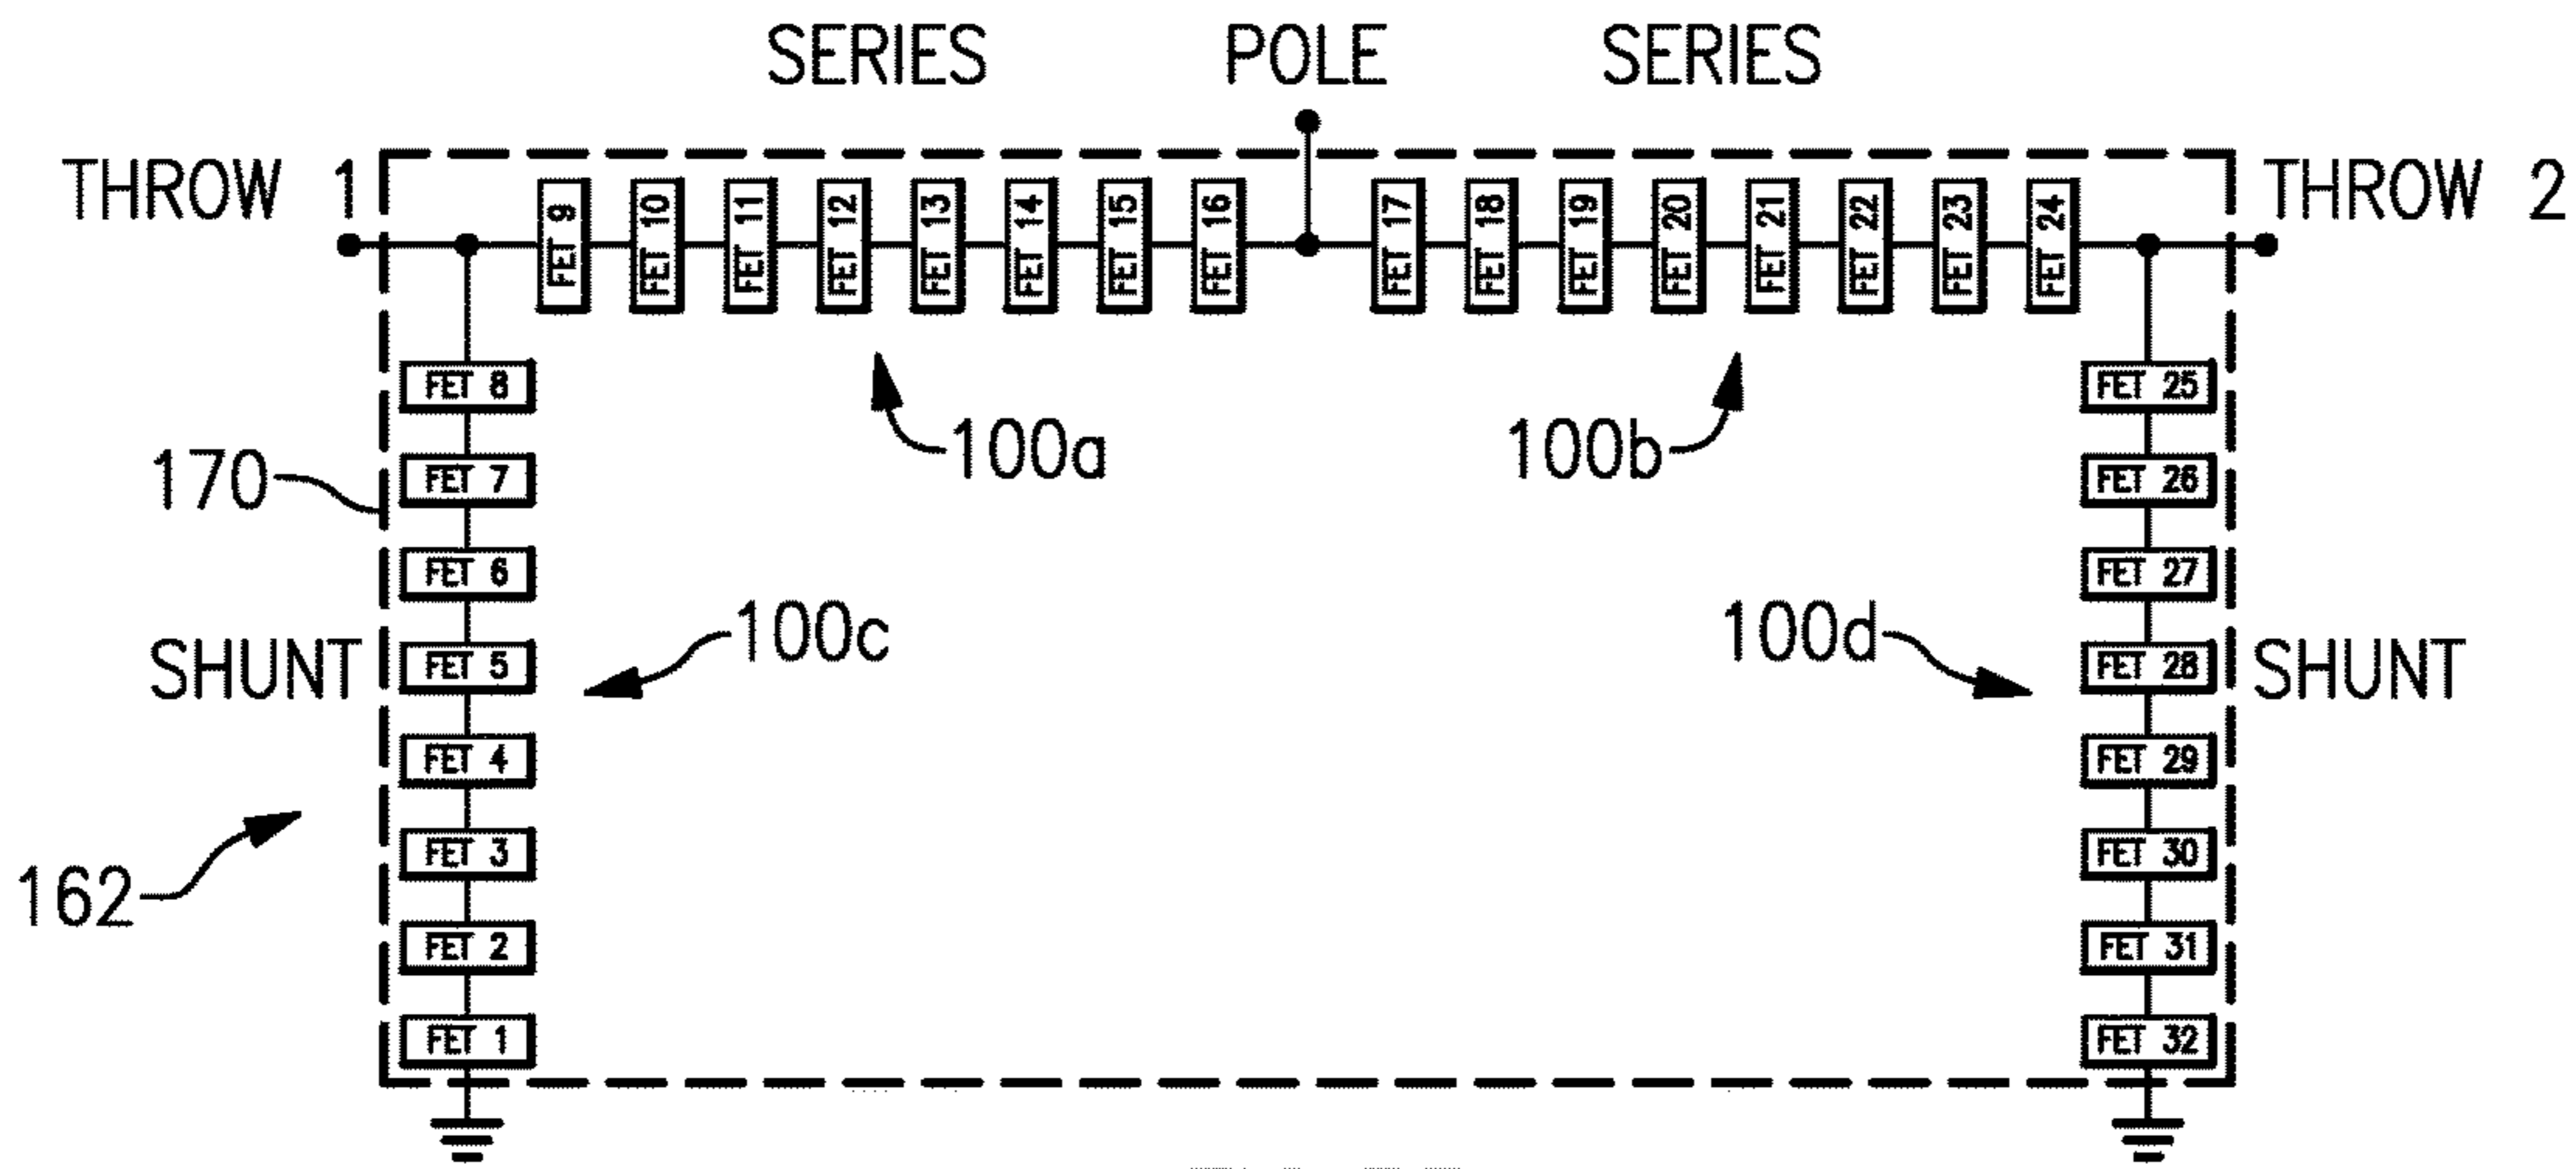 SERIES POLE SERIES
THROW 1 THROW 2
FET 9 FET 10 FET 11 FET 12 FET 13 FET 14 FET 15 FET 16 FET 17 FET 18 FET 19 FET 20 FET 21 FET 22 FET 23 FET 24
FET 8 FET 25
100a 100b
170 FET 7 FET 26
FET 6 FET 27
100c 100d
SHUNT FET 5 FET 28 SHUNT
FET 4 FET 29
162 FET 3 FET 30
FET 2 FET 31
FET 1 FET 32